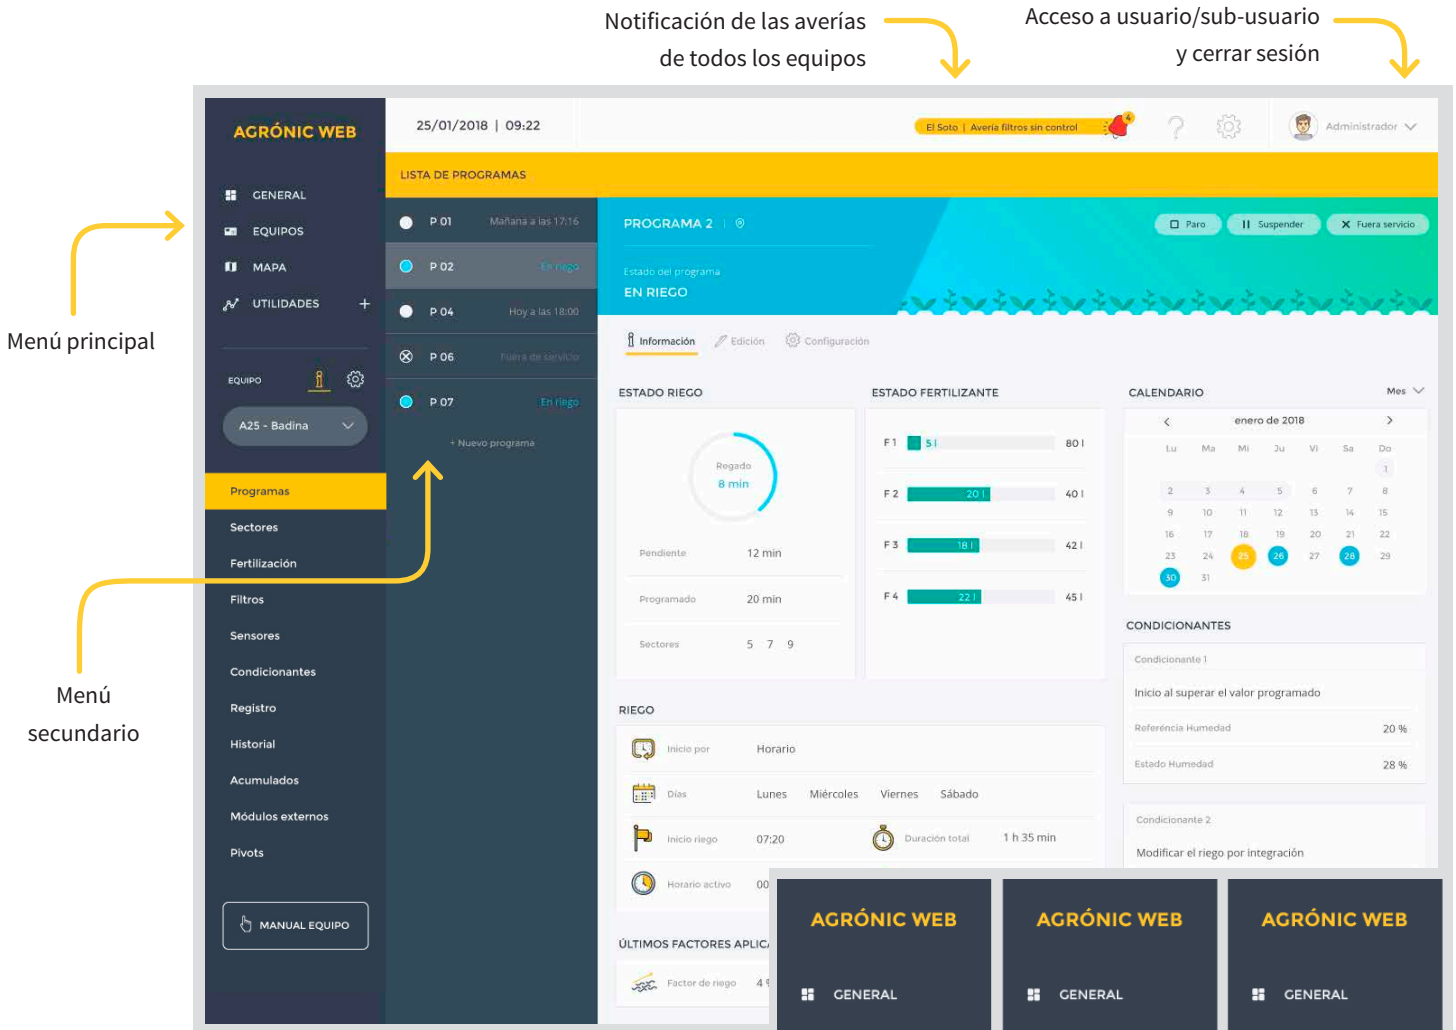 Notificación de las averías
de todos los equipos
Acceso a usuario/sub-usuario
y cerrar sesión
Menú principal
Menú
secundario
AGRÓNIC WEB
25/01/2018 | 09:22
El Soto | Avería filtros sin control
4
Administrador
GENERAL
EQUIPOS
MAPA
UTILIDADES +
EQUIPO
A25 - Badina
Programas
Sectores
Fertilización
Filtros
Sensores
Condicionantes
Registro
Historial
Acumulados
Módulos externos
Pivots
MANUAL EQUIPO
LISTA DE PROGRAMAS
P 01 Mañana a las 17:16
P 02 En riego
P 04 Hoy a las 18:00
P 06 Fuera de servicio
P 07 En riego
+ Nuevo programa
PROGRAMA 2
Estado del programa
EN RIEGO
Paro
Suspender
Fuera servicio
Información
Edición
Configuración
ESTADO RIEGO
Regado
8 min
Pendiente 12 min
Programado 20 min
Sectores 5 7 9
ESTADO FERTILIZANTE
F 1 5 l 80 l
F 2 20 l 40 l
F 3 18 l 42 l
F 4 22 l 45 l
CALENDARIO
Mes
< enero de 2018 >
Lu Ma Mi Ju Vi Sa Do
1
2 3 4 5 6 7 8
9 10 11 12 13 14 15
16 17 18 19 20 21 22
23 24 25 26 27 28 29
30 31
CONDICIONANTES
Condicionante 1
Inicio al superar el valor programado
Referéncia Humedad 20 %
Estado Humedad 28 %
Condicionante 2
Modificar el riego por integración
RIEGO
Inicio por Horario
Días Lunes Miércoles Viernes Sábado
Inicio riego 07:20
Duración total 1 h 35 min
Horario activo 00
ÚLTIMOS FACTORES APLICA
Factor de riego 4 %
AGRÓNIC WEB
GENERAL
AGRÓNIC WEB
GENERAL
AGRÓNIC WEB
GENERAL